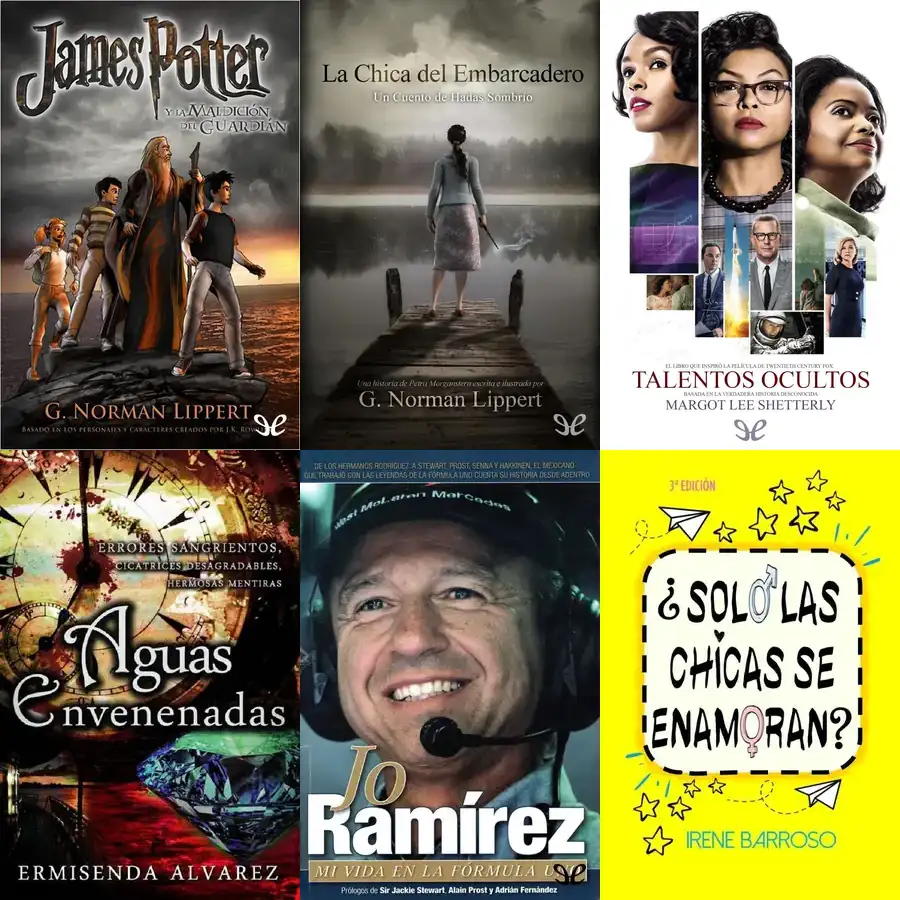 James Potter
Y LA MALDICIÓN
DEL GUARDIÁN
G. NORMAN LIPPERT
BASADO EN LOS PERSONAJES Y CARACTERES CREADOS POR J.K.
La Chica del Embarcadero
Un Cuento de Hadas Sombrío
Una historia de Petra Morganstern escrita e ilustrada por
G. Norman Lippert
EL LIBRO QUE INSPIRÓ LA PELÍCULA DE TWENTIETH CENTURY FOX
TALENTOS OCULTOS
BASADA EN LA VERDADERA HISTORIA DESCONOCIDA
MARGOT LEE SHETTERLY
ERRORES SANGRIENTOS,
CICATRICES DESAGRADABLES,
HERMOSAS MENTIRAS
Aguas
Envenenadas
ERMISENDA ALVAREZ
DE LOS HERMANOS RODRÍGUEZ A STEWART, PROST, SENNA Y HAKKINEN, EL MEXICANO
QUE TRABAJÓ CON LAS LEYENDAS DE LA FÓRMULA UNO CUENTA SU HISTORIA DESDE ADENTRO
West McLaren Mercedes
Jo
Ramírez
MI VIDA EN LA FÓRMULA
Prólogos de Sir Jackie Stewart, Alain Prost y Adrián Fernández
3ª EDICIÓN
¿SOLO LAS
CHICAS SE
ENAMORAN?
IRENE BARROSO